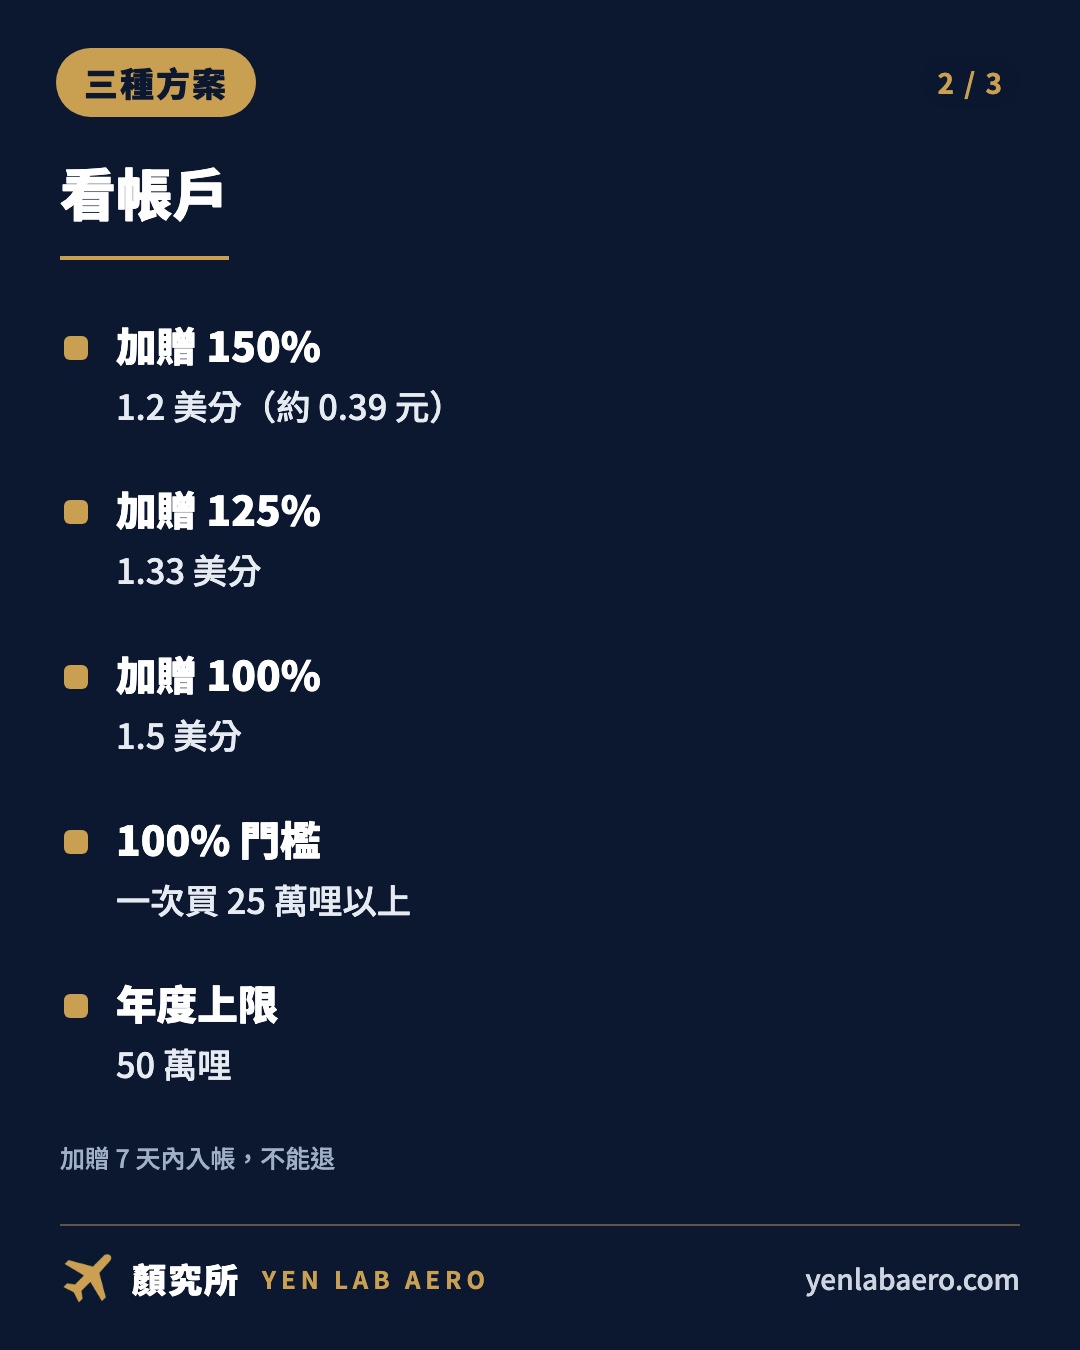 三種方案
2 / 3
看帳戶
加贈 150%
1.2 美分（約 0.39 元）
加贈 125%
1.33 美分
加贈 100%
1.5 美分
100% 門檻
一次買 25 萬哩以上
年度上限
50 萬哩
加贈 7 天內入帳，不能退
顏究所 YEN LAB AERO
yenlabaero.com